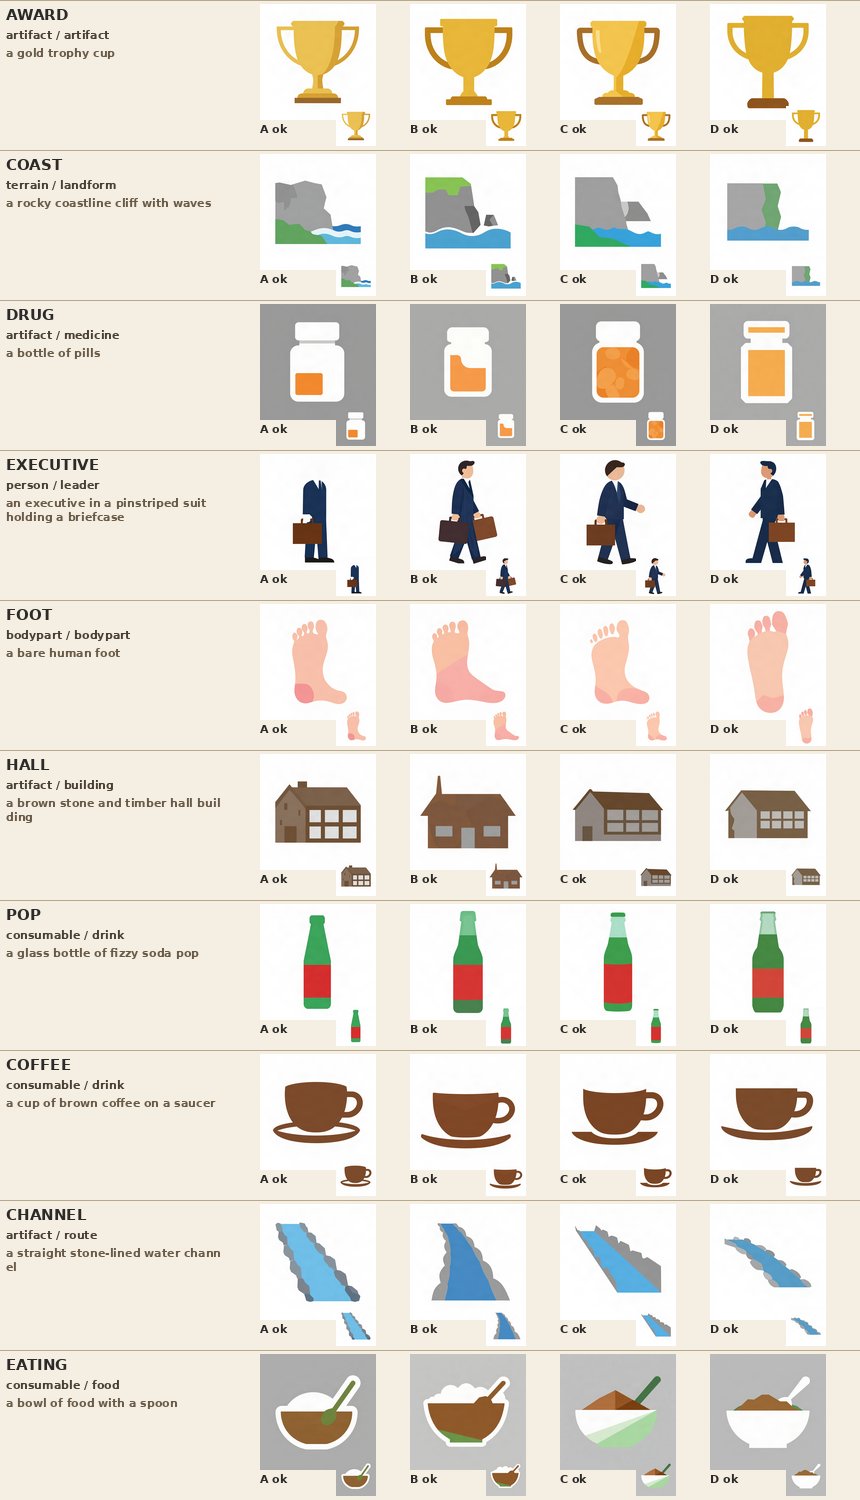 AWARD
artifact / artifact
a gold trophy cup
A ok
B ok
C ok
D ok
COAST
terrain / landform
a rocky coastline cliff with waves
A ok
B ok
C ok
D ok
DRUG
artifact / medicine
a bottle of pills
A ok
B ok
C ok
D ok
EXECUTIVE
person / leader
an executive in a pinstriped suit
holding a briefcase
A ok
B ok
C ok
D ok
FOOT
bodypart / bodypart
a bare human foot
A ok
B ok
C ok
D ok
HALL
artifact / building
a brown stone and timber hall buil
ding
A ok
B ok
C ok
D ok
POP
consumable / drink
a glass bottle of fizzy soda pop
A ok
B ok
C ok
D ok
COFFEE
consumable / drink
a cup of brown coffee on a saucer
A ok
B ok
C ok
D ok
CHANNEL
artifact / route
a straight stone-lined water chann
el
A ok
B ok
C ok
D ok
EATING
consumable / food
a bowl of food with a spoon
A ok
B ok
C ok
D ok